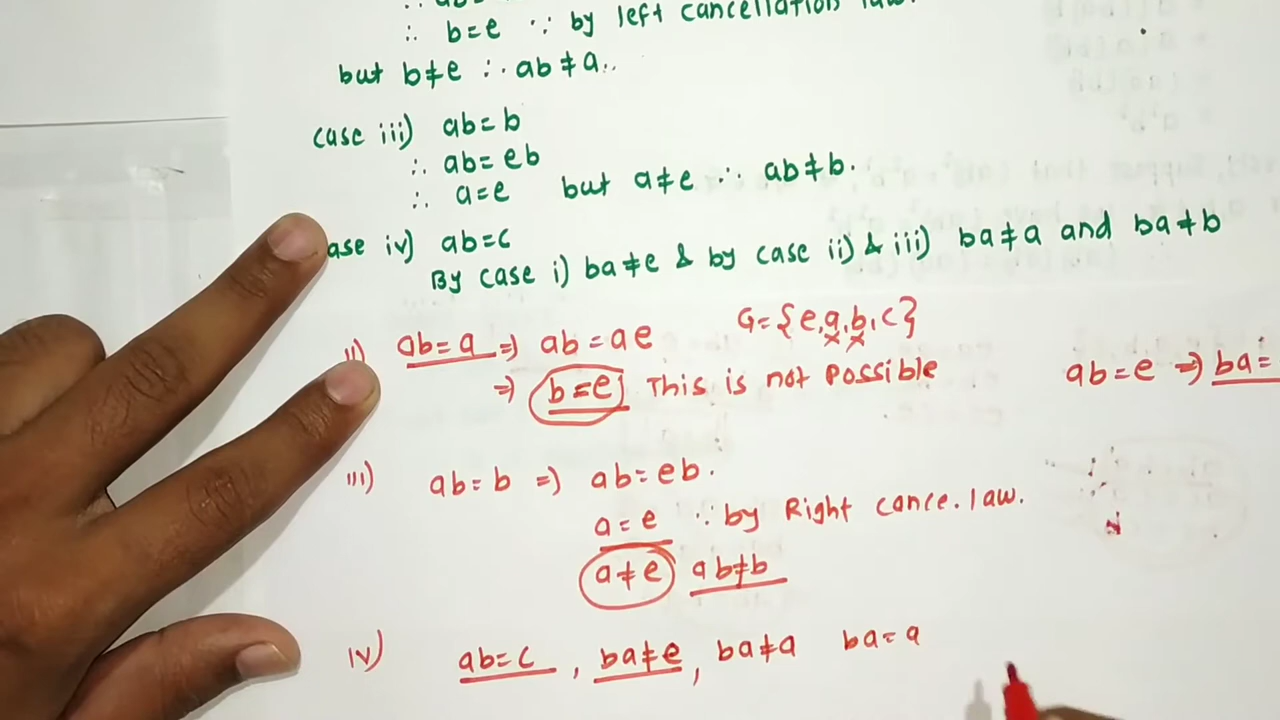 ∴ ab=
∴ b=e ∵ by left cancellation law.
but b≠e ∴ ab≠a.
case iii) ab=b
∴ ab=eb
∴ a=e but a≠e ∴ ab≠b.
ase iv) ab=c
By case i) ba≠e & by case ii) & iii) ba≠a and ba≠b
G={e,a,b,c}
ii) ab=a ⇒ ab=ae
⇒ b=e This is not possible
ab=e ⇒ ba=
iii) ab=b ⇒ ab=eb.
a=e ∵ by Right cance.law.
a≠e ab≠b
iv) ab=c, ba≠e, ba≠a ba=a